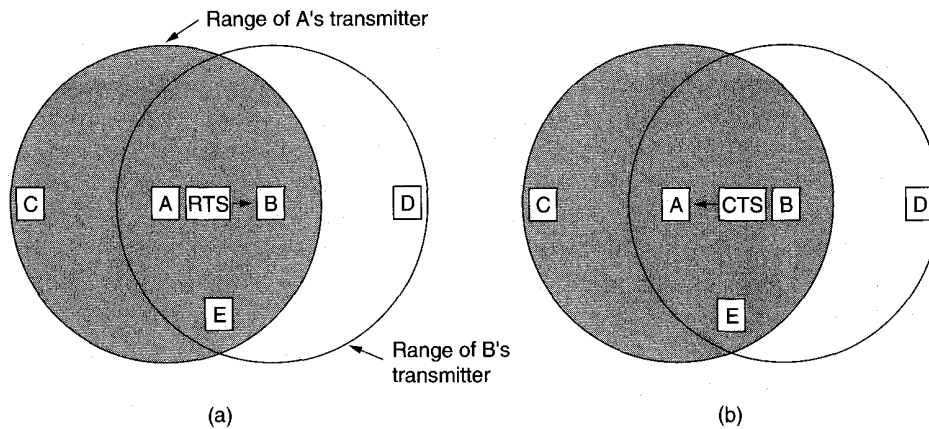 Range of A's transmitter
C
A
RTS
B
D
E
Range of B's
transmitter
(a)
C
A
CTS
B
D
E
(b)